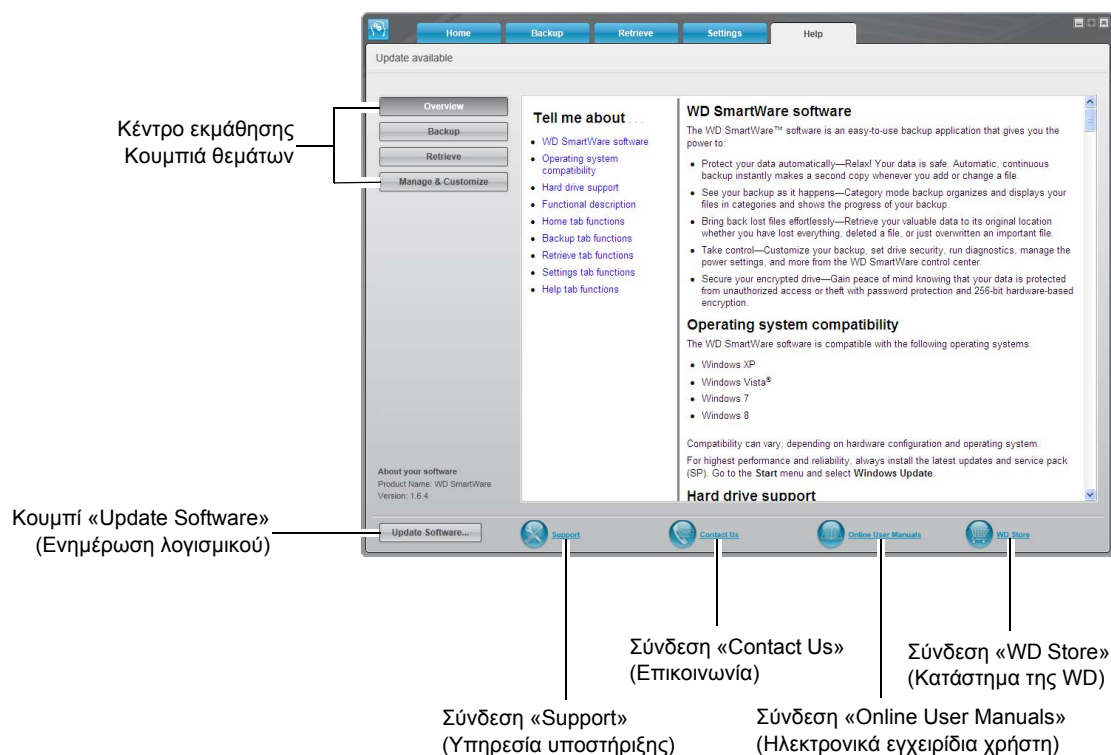 Home
Backup
Retrieve
Settings
Help
Update available
Κέντρο εκμάθησης
Κουμπιά θεμάτων
Overview
Backup
Retrieve
Manage & Customize
Tell me about . . .
• WD SmartWare software
• Operating system
compatibility
• Hard drive support
• Functional description
• Home tab functions
• Backup tab functions
• Retrieve tab functions
• Settings tab functions
• Help tab functions
WD SmartWare software
The WD SmartWare™ software is an easy-to-use backup application that gives you the
power to:
• Protect your data automatically—Relax! Your data is safe. Automatic, continuous
backup instantly makes a second copy whenever you add or change a file.
• See your backup as it happens—Category mode backup organizes and displays your
files in categories and shows the progress of your backup.
• Bring back lost files effortlessly—Retrieve your valuable data to its original location
whether you have lost everything, deleted a file, or just overwritten an important file.
• Take control—Customize your backup, set drive security, run diagnostics, manage the
power settings, and more from the WD SmartWare control center.
• Secure your encrypted drive—Gain peace of mind knowing that your data is protected
from unauthorized access or theft with password protection and 256-bit hardware-based
encryption.
Operating system compatibility
The WD SmartWare software is compatible with the following operating systems:
• Windows XP
• Windows Vista®
• Windows 7
• Windows 8
Compatibility can vary, depending on hardware configuration and operating system.
For highest performance and reliability, always install the latest updates and service pack
(SP). Go to the Start menu and select Windows Update.
Hard drive support
About your software
Product Name: WD SmartWare
Version: 1.6.4
Κουμπί «Update Software»
(Ενημέρωση λογισμικού)
Update Software...
Support
Contact Us
Online User Manuals
WD Store
Σύνδεση «Contact Us»
(Επικοινωνία)
Σύνδεση «WD Store»
(Κατάστημα της WD)
Σύνδεση «Support»
(Υπηρεσία υποστήριξης)
Σύνδεση «Online User Manuals»
(Ηλεκτρονικά εγχειρίδια χρήστη)